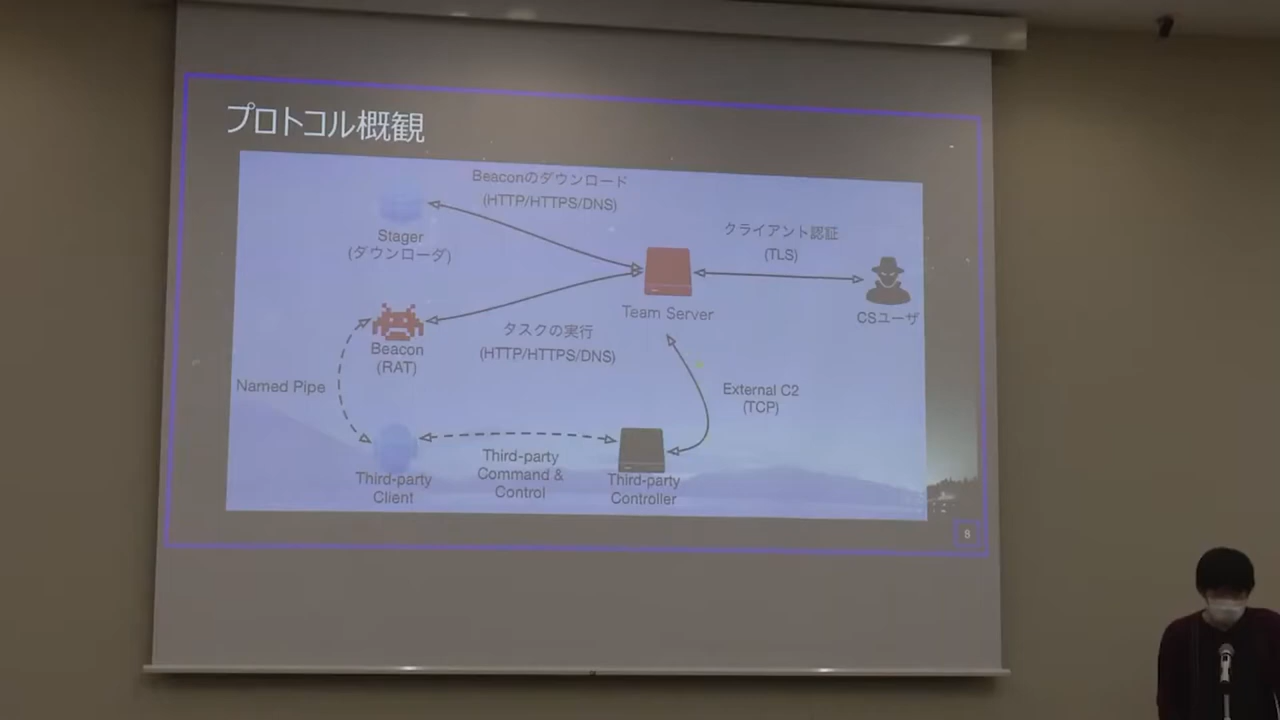 プロトコル概観
Beaconのダウンロード
(HTTP/HTTPS/DNS)
Stager
(ダウンローダ)
クライアント認証
(TLS)
Team Server
CSユーザ
Beacon
(RAT)
タスクの実行
(HTTP/HTTPS/DNS)
Named Pipe
External C2
(TCP)
Third-party
Client
Third-party
Command &
Control
Third-party
Controller
8